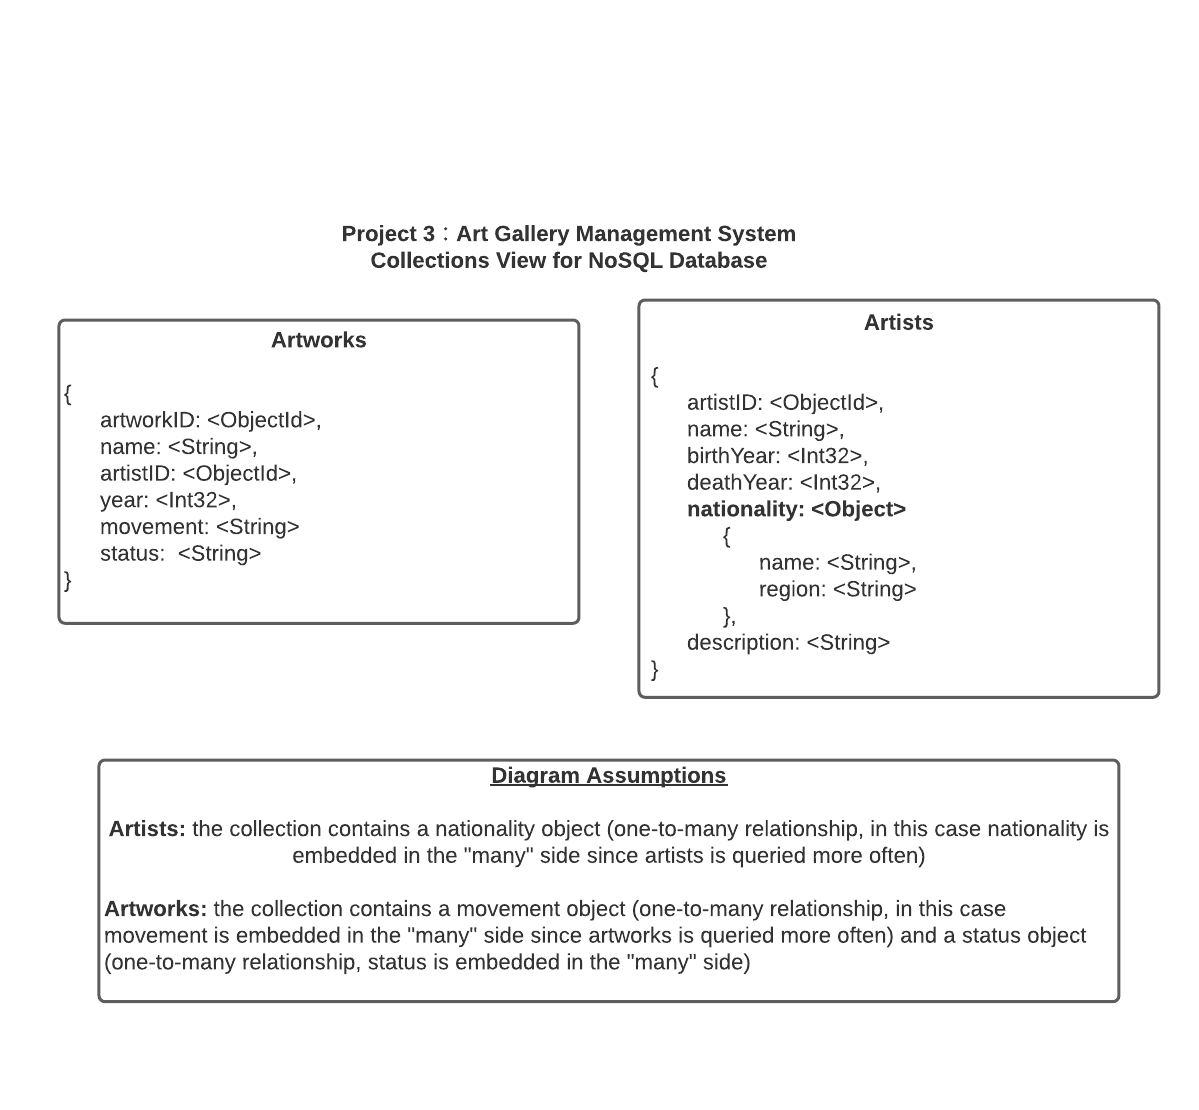 Project 3 : Art Gallery Management System
Collections View for NoSQL Database
Artworks
{
artworkID: <ObjectId>,
name: <String>,
artistID: <ObjectId>,
year: <Int32>,
movement: <String>
status:  <String>
}
Artists
{
artistID: <ObjectId>,
name: <String>,
birthYear: <Int32>,
deathYear: <Int32>,
nationality: <Object>
{
name: <String>,
region: <String>
},
description: <String>
}
Diagram Assumptions
Artists: the collection contains a nationality object (one-to-many relationship, in this case nationality is
embedded in the "many" side since artists is queried more often)
Artworks: the collection contains a movement object (one-to-many relationship, in this case
movement is embedded in the "many" side since artworks is queried more often) and a status object
(one-to-many relationship, status is embedded in the "many" side)